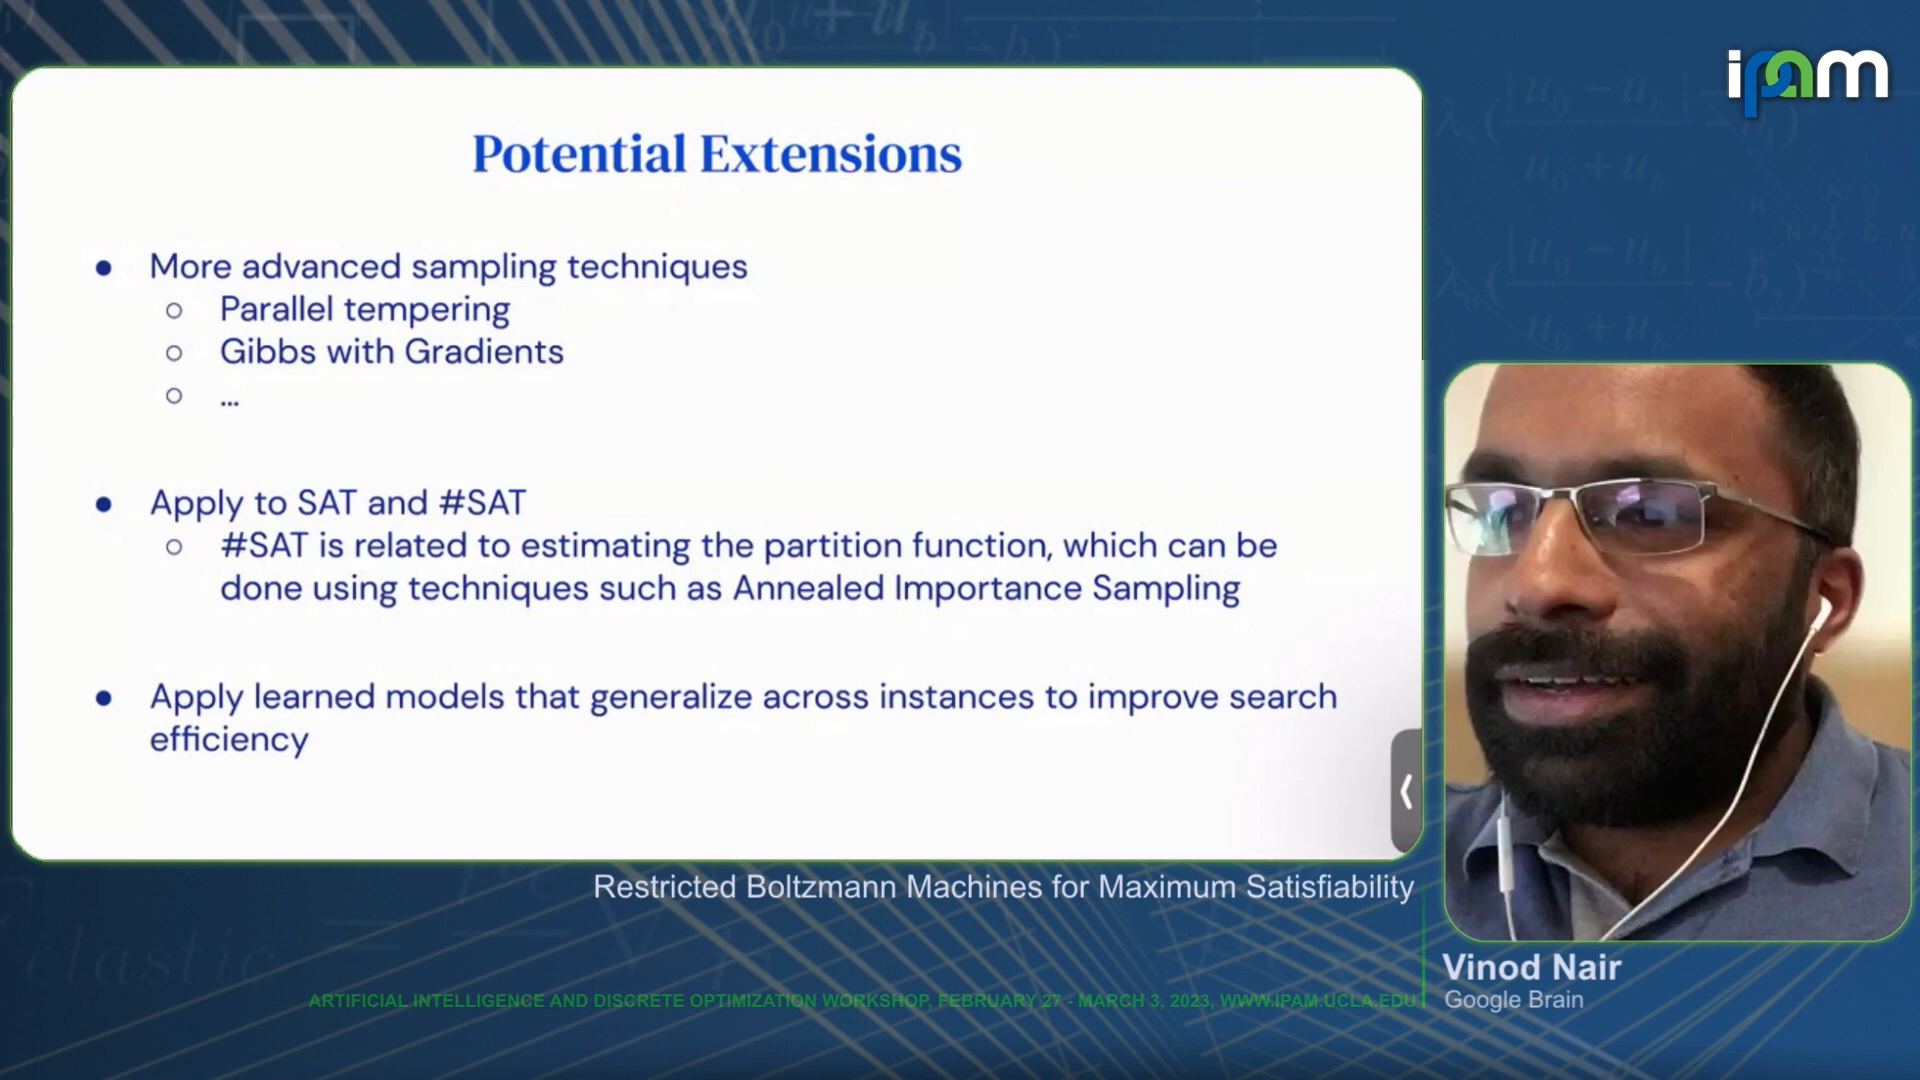 ipam
Potential Extensions
● More advanced sampling techniques
○ Parallel tempering
○ Gibbs with Gradients
○ ...
● Apply to SAT and #SAT
○ #SAT is related to estimating the partition function, which can be
done using techniques such as Annealed Importance Sampling
● Apply learned models that generalize across instances to improve search
efficiency
Restricted Boltzmann Machines for Maximum Satisfiability
Vinod Nair
Google Brain
ARTIFICIAL INTELLIGENCE AND DISCRETE OPTIMIZATION WORKSHOP, FEBRUARY 27 - MARCH 3, 2023, WWW.IPAM.UCLA.EDU
elastic